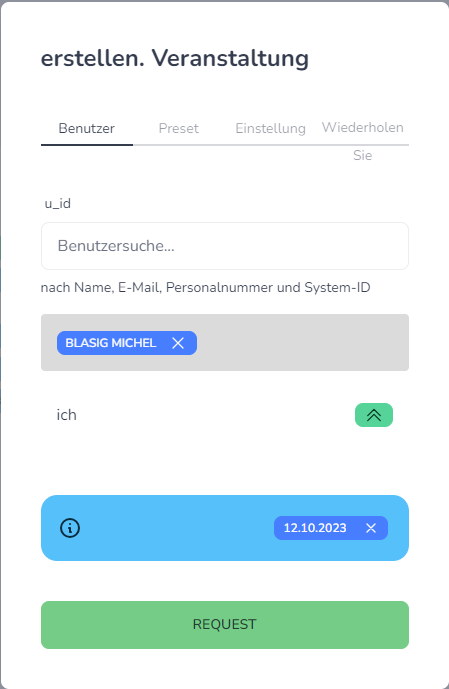 erstellen. Veranstaltung
Benutzer
Preset
Einstellung
Wiederholen
Sie
u_id
Benutzersuche...
nach Name, E-Mail, Personalnummer und System-ID
BLASIG MICHEL
ich
12.10.2023
REQUEST